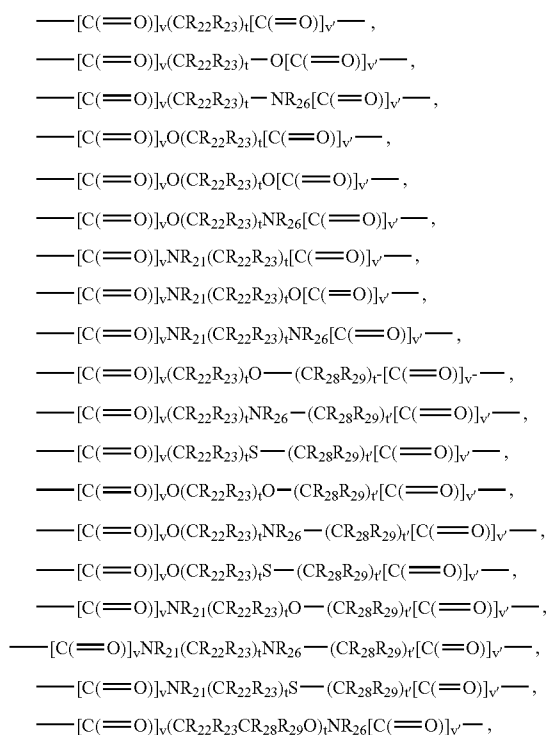 —[C(=O)]v(CR22R23)t[C(=O)]v'—,
—[C(=O)]v(CR22R23)t—O[C(=O)]v'—,
—[C(=O)]v(CR22R23)t—NR26[C(=O)]v'—,
—[C(=O)]vO(CR22R23)t[C(=O)]v'—,
—[C(=O)]vO(CR22R23)tO[C(=O)]v'—,
—[C(=O)]vO(CR22R23)tNR26[C(=O)]v'—,
—[C(=O)]vNR21(CR22R23)t[C(=O)]v'—,
—[C(=O)]vNR21(CR22R23)tO[C(=O)]v'—,
—[C(=O)]vNR21(CR22R23)tNR26[C(=O)]v'—,
—[C(=O)]v(CR22R23)tO—(CR28R29)t-[C(=O)]v-—,
—[C(=O)]v(CR22R23)tNR26—(CR28R29)t'[C(=O)]v'—,
—[C(=O)]v(CR22R23)tS—(CR28R29)t'[C(=O)]v'—,
—[C(=O)]vO(CR22R23)tO—(CR28R29)t'[C(=O)]v'—,
—[C(=O)]vO(CR22R23)tNR26—(CR28R29)t'[C(=O)]v'—,
—[C(=O)]vO(CR22R23)tS—(CR28R29)t'[C(=O)]v'—,
—[C(=O)]vNR21(CR22R23)tO—(CR28R29)t'[C(=O)]v'—,
—[C(=O)]vNR21(CR22R23)tNR26—(CR28R29)t'[C(=O)]v'—,
—[C(=O)]vNR21(CR22R23)tS—(CR28R29)t'[C(=O)]v'—,
—[C(=O)]v(CR22R23CR28R29O)tNR26[C(=O)]v'—,